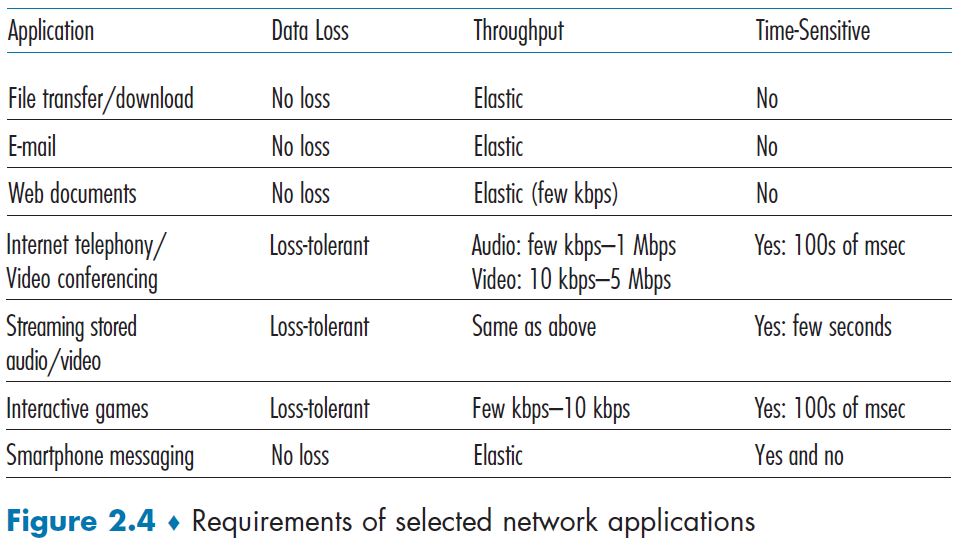 Application Data Loss Throughput Time-Sensitive
File transfer/download No loss Elastic No
E-mail No loss Elastic No
Web documents No loss Elastic (few kbps) No
Internet telephony/ Loss-tolerant Audio: few kbps–1 Mbps Yes: 100s of msec
Video conferencing Video: 10 kbps–5 Mbps
Streaming stored Loss-tolerant Same as above Yes: few seconds
audio/video
Interactive games Loss-tolerant Few kbps–10 kbps Yes: 100s of msec
Smartphone messaging No loss Elastic Yes and no
Figure 2.4 ♦ Requirements of selected network applications